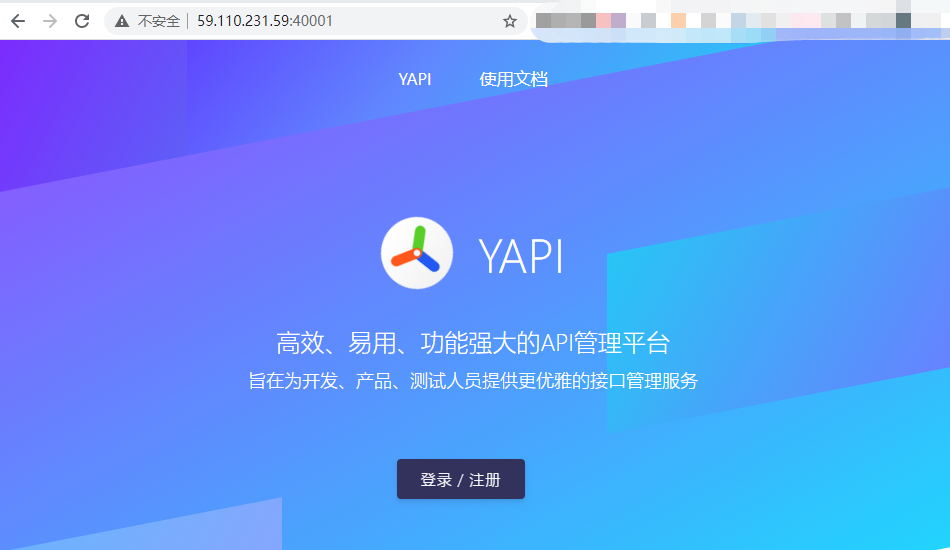 不安全 59.110.231.59:40001
YAPI 使用文档
YAPI
高效、易用、功能强大的API管理平台
旨在为开发、产品、测试人员提供更优雅的接口管理服务
登录 / 注册